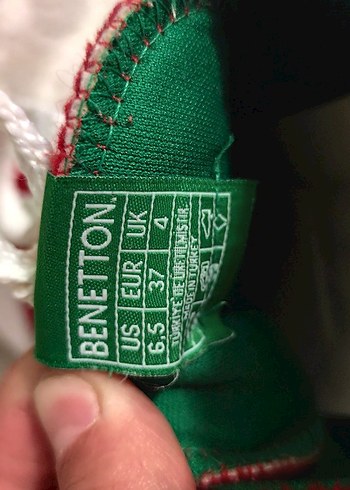 BENETTON.
US EUR UK
6.5 37 4
TÜRKİYE'DE ÜRETİLMİŞTİR.
MADE IN TURKEY